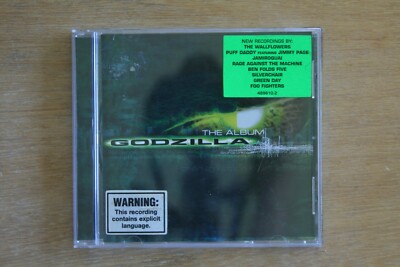 NEW RECORDINGS BY:
THE WALLFLOWERS
PUFF DADDY featuring JIMMY PAGE
JAMIROQUAI
RAGE AGAINST THE MACHINE
BEN FOLDS FIVE
SILVERCHAIR
GREEN DAY
FOO FIGHTERS
THE ALBUM
GODZILLA
WARNING:
This recording
contains explicit
language.